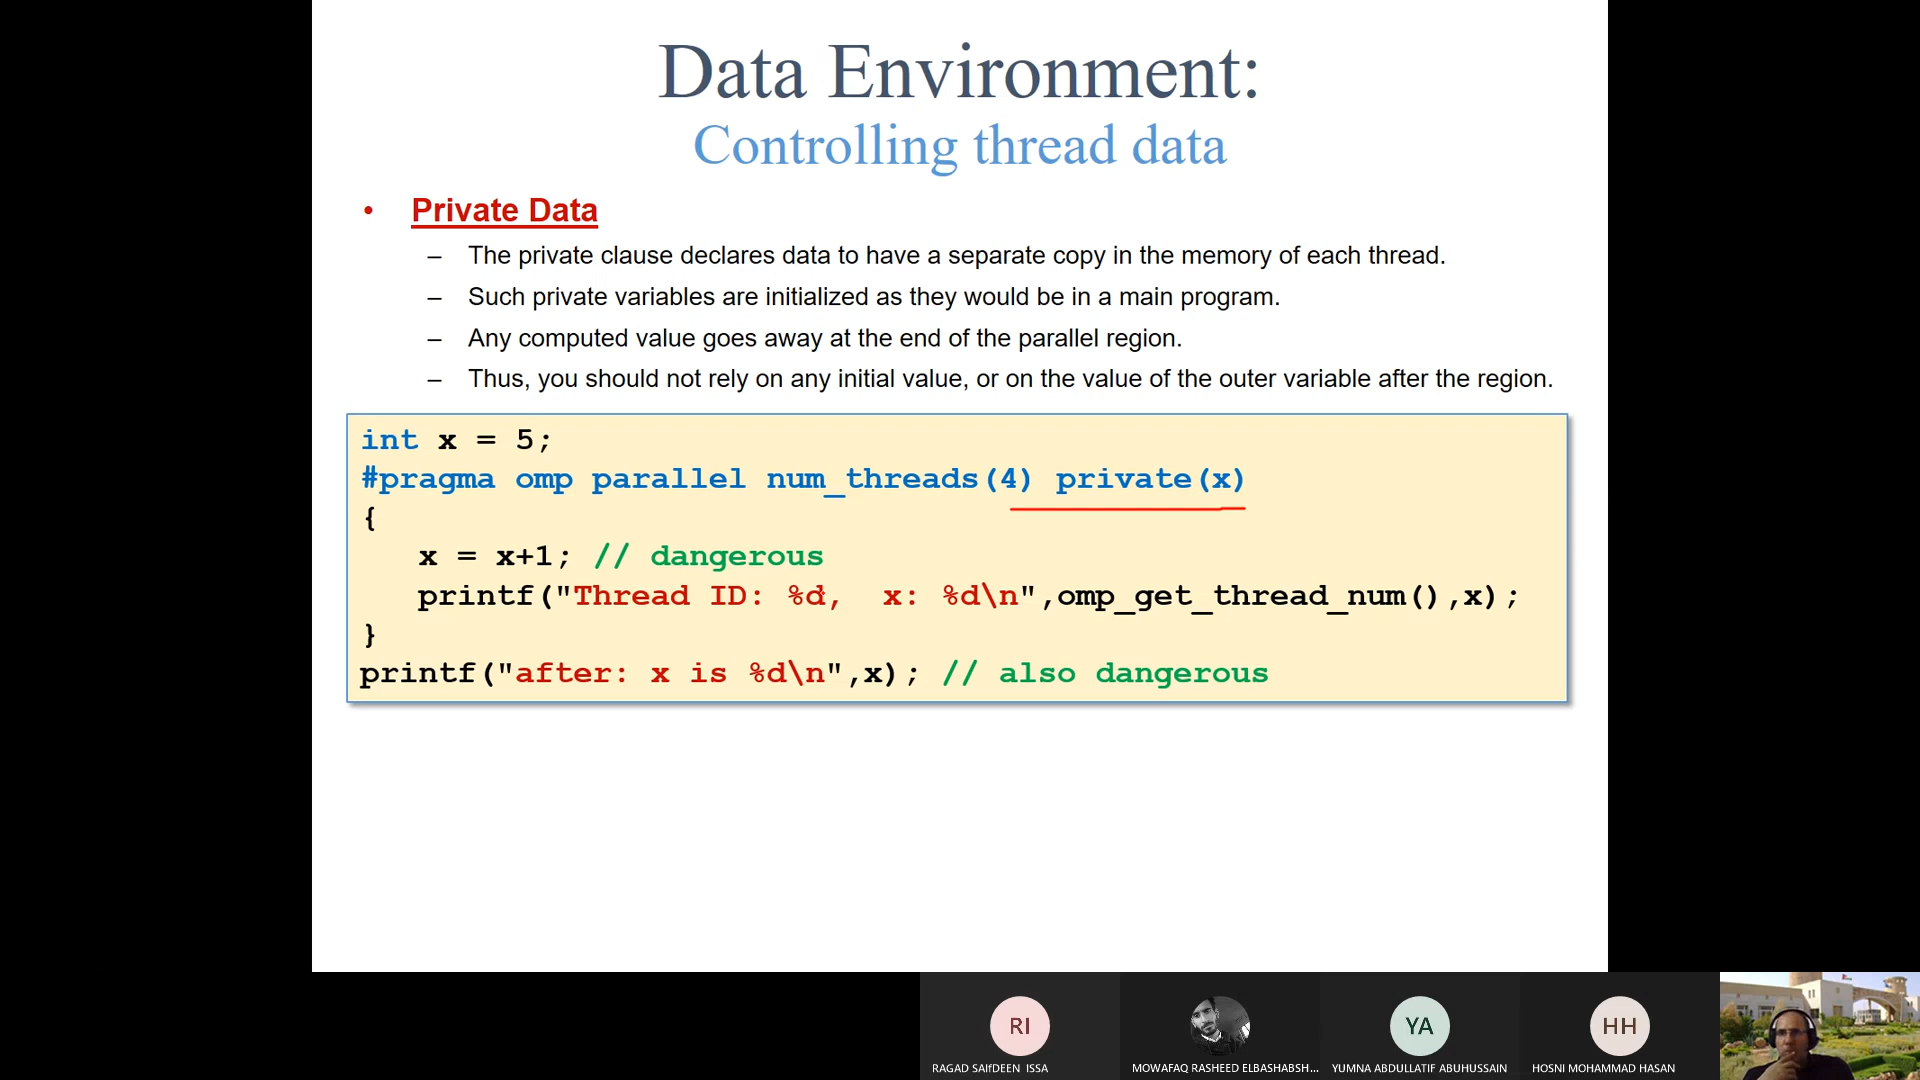 Data Environment:
Controlling thread data
• Private Data
– The private clause declares data to have a separate copy in the memory of each thread.
– Such private variables are initialized as they would be in a main program.
– Any computed value goes away at the end of the parallel region.
– Thus, you should not rely on any initial value, or on the value of the outer variable after the region.
int x = 5;
#pragma omp parallel num_threads(4) private(x)
{
x = x+1; // dangerous
printf("Thread ID: %d, x: %d\n",omp_get_thread_num(),x);
}
printf("after: x is %d\n",x); // also dangerous
RI
YA
HH
RAGAD SAIfDEEN ISSA
MOWAFAQ RASHEED ELBASHABSH...
YUMNA ABDULLATIF ABUHUSSAIN
HOSNI MOHAMMAD HASAN